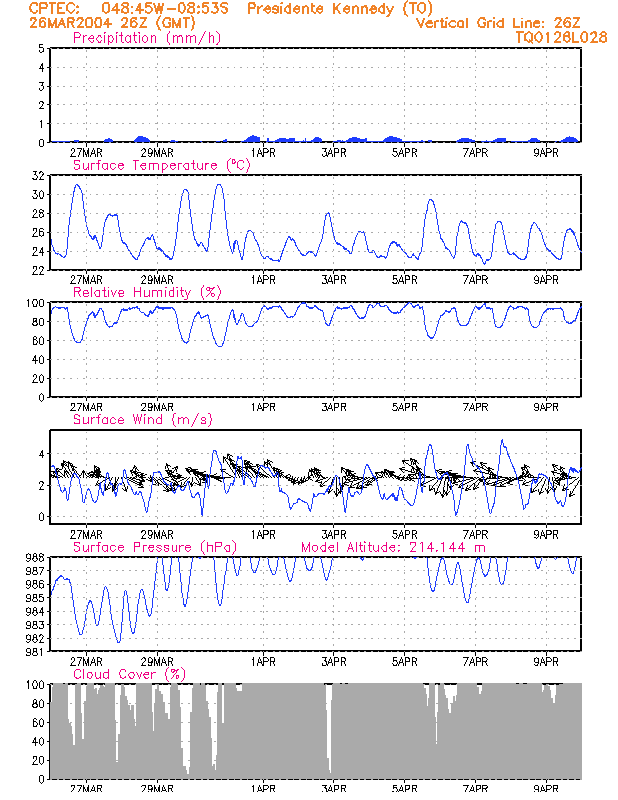 CPTEC: 048:45W-08:53S Presidente Kennedy (TO)
26MAR2004 26Z (GMT) Vertical Grid Line: 26Z
Precipitation (mm/h) TQ0126L028
5
4
3
2
1
0
27MAR 29MAR 1APR 3APR 5APR 7APR 9APR
Surface Temperature (°C)
32
30
28
26
24
22
27MAR 29MAR 1APR 3APR 5APR 7APR 9APR
Relative Humidity (%)
100
80
60
40
20
0
27MAR 29MAR 1APR 3APR 5APR 7APR 9APR
Surface Wind (m/s)
4
2
0
27MAR 29MAR 1APR 3APR 5APR 7APR 9APR
Surface Pressure (hPa) Model Altitude: 214.144 m
988
987
986
985
984
983
982
981
27MAR 29MAR 1APR 3APR 5APR 7APR 9APR
Cloud Cover (%)
100
80
60
40
20
0
27MAR 29MAR 1APR 3APR 5APR 7APR 9APR